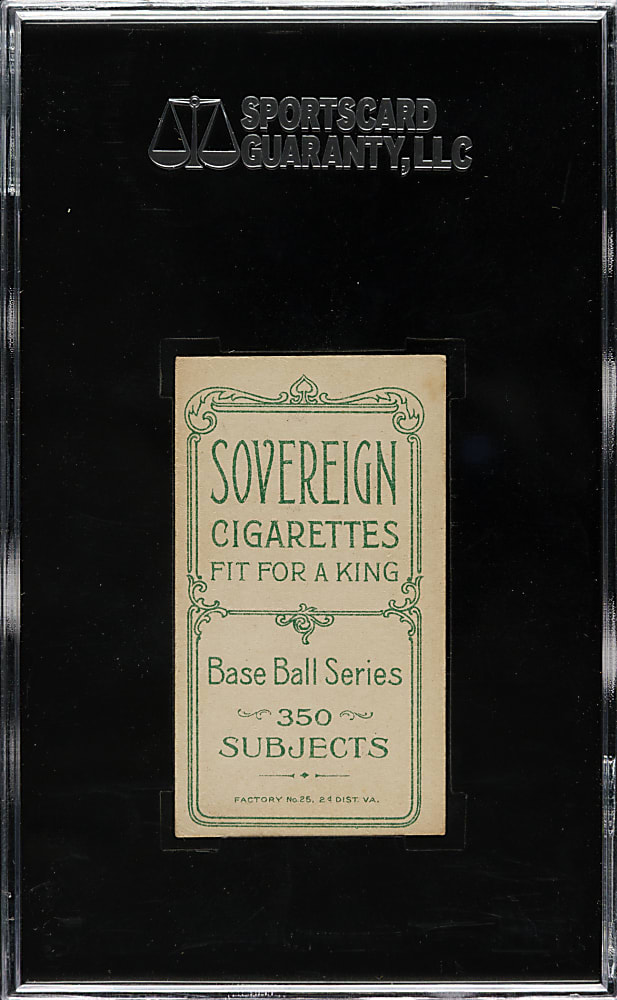 SPORTSCARD
GUARANTY, LLC
SOVEREIGN
CIGARETTES
FIT FOR A KING
Base Ball Series
350
SUBJECTS
FACTORY No. 25, 2d DIST. VA.